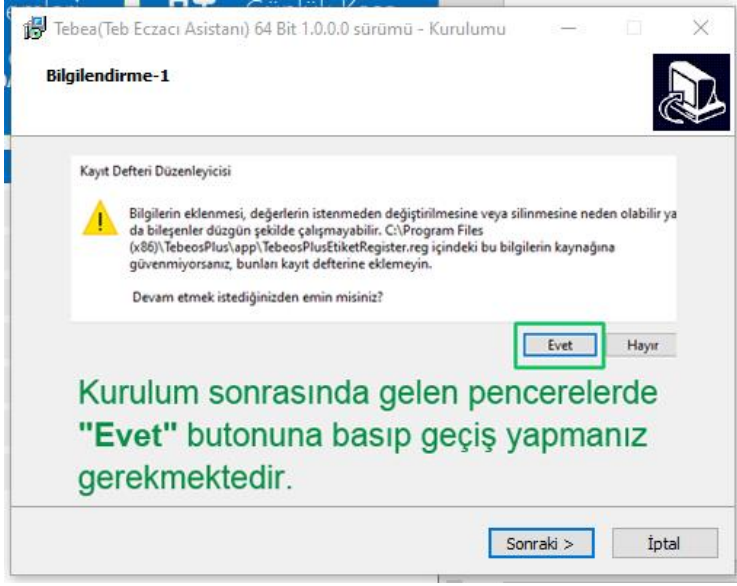 Tebea(Teb Eczacı Asistanı) 64 Bit 1.0.0.0 sürümü - Kurulumu
Bilgilendirme-1
Kayıt Defteri Düzenleyicisi
Bilgilerin eklenmesi, değerlerin istenmeden değiştirilmesine veya silinmesine neden olabilir ya
da bileşenler düzgün şekilde çalışmayabilir. C:\Program Files
(x86)\TebeosPlus\app\TebeosPlusEtiketRegister.reg içindeki bu bilgilerin kaynağına
güvenmiyorsanız, bunları kayıt defterine eklemeyin.
Devam etmek istediğinizden emin misiniz?
Evet Hayır
Kurulum sonrasında gelen pencerelerde
"Evet" butonuna basıp geçiş yapmanız
gerekmektedir.
Sonraki > İptal